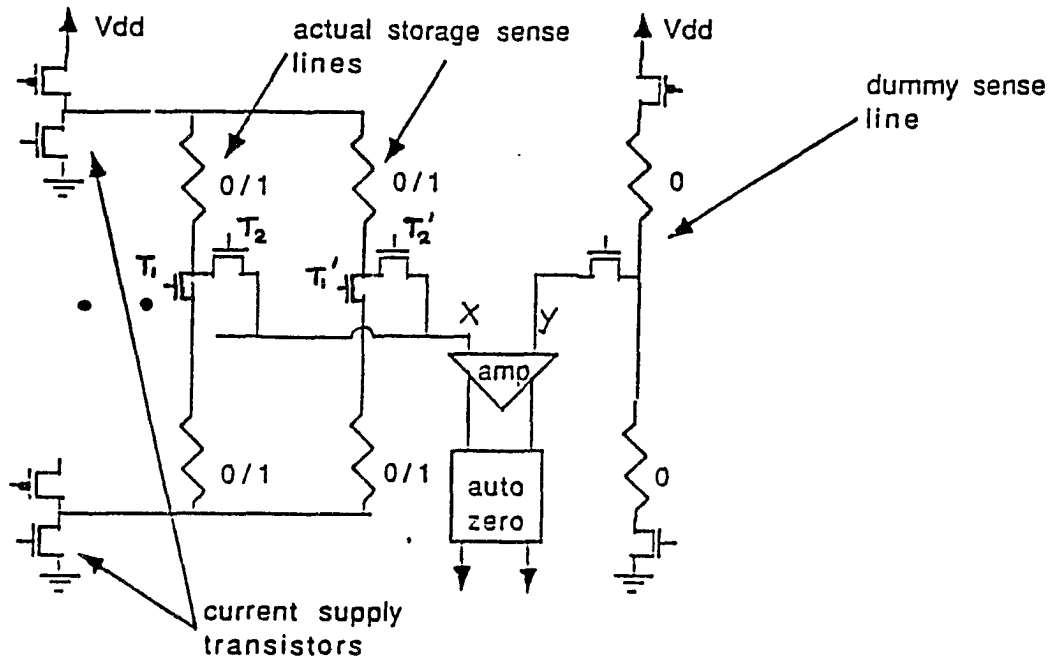 Vdd
actual storage sense
lines
Vdd
dummy sense
line
0/1
0/1
0
T2
T2'
T1
T1'
X
y
amp
0/1
0/1
auto
zero
0
current supply
transistors